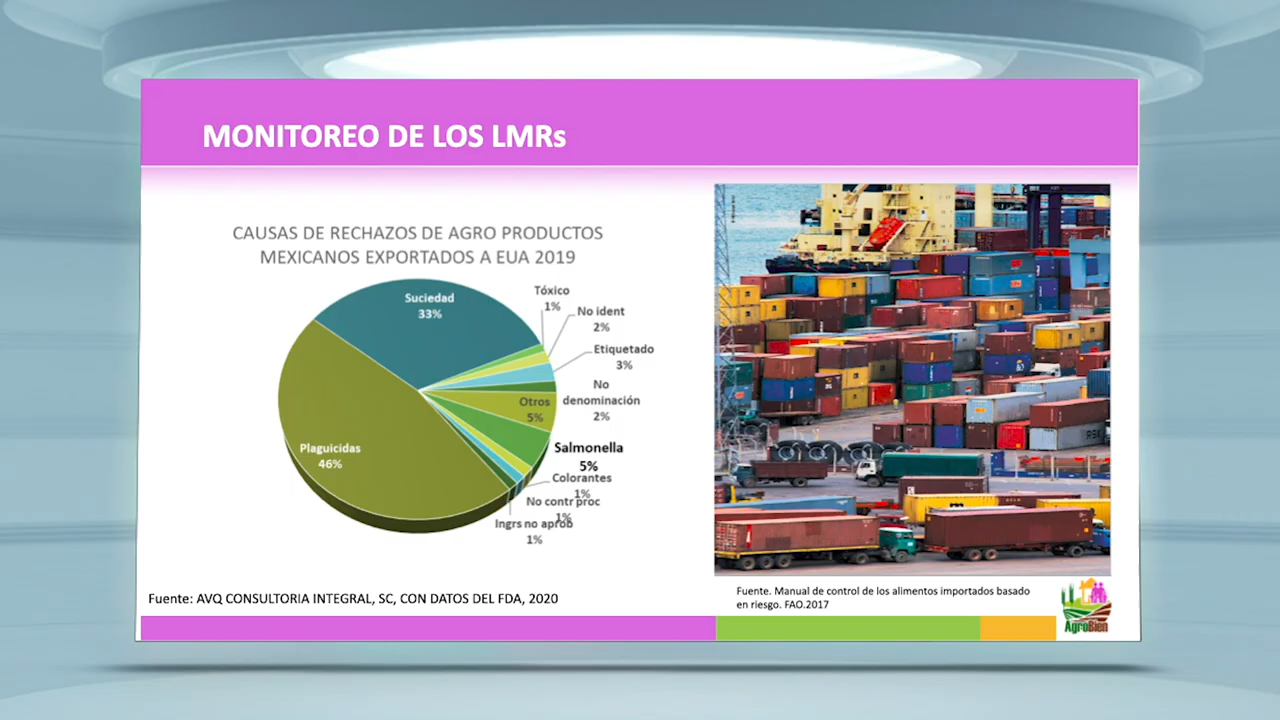 MONITOREO DE LOS LMRs
CAUSAS DE RECHAZOS DE AGRO PRODUCTOS
MEXICANOS EXPORTADOS A EUA 2019
Suciedad
33%
Tóxico
1%
No ident
2%
Etiquetado
3%
No
denominación
2%
Otros
5%
Salmonella
5%
Colorantes
1%
No contr proc
1%
Ingrs no aprob
1%
Plaguicidas
46%
Fuente: AVQ CONSULTORIA INTEGRAL, SC, CON DATOS DEL FDA, 2020
Fuente. Manual de control de los alimentos importados basado
en riesgo. FAO.2017
AgroBien